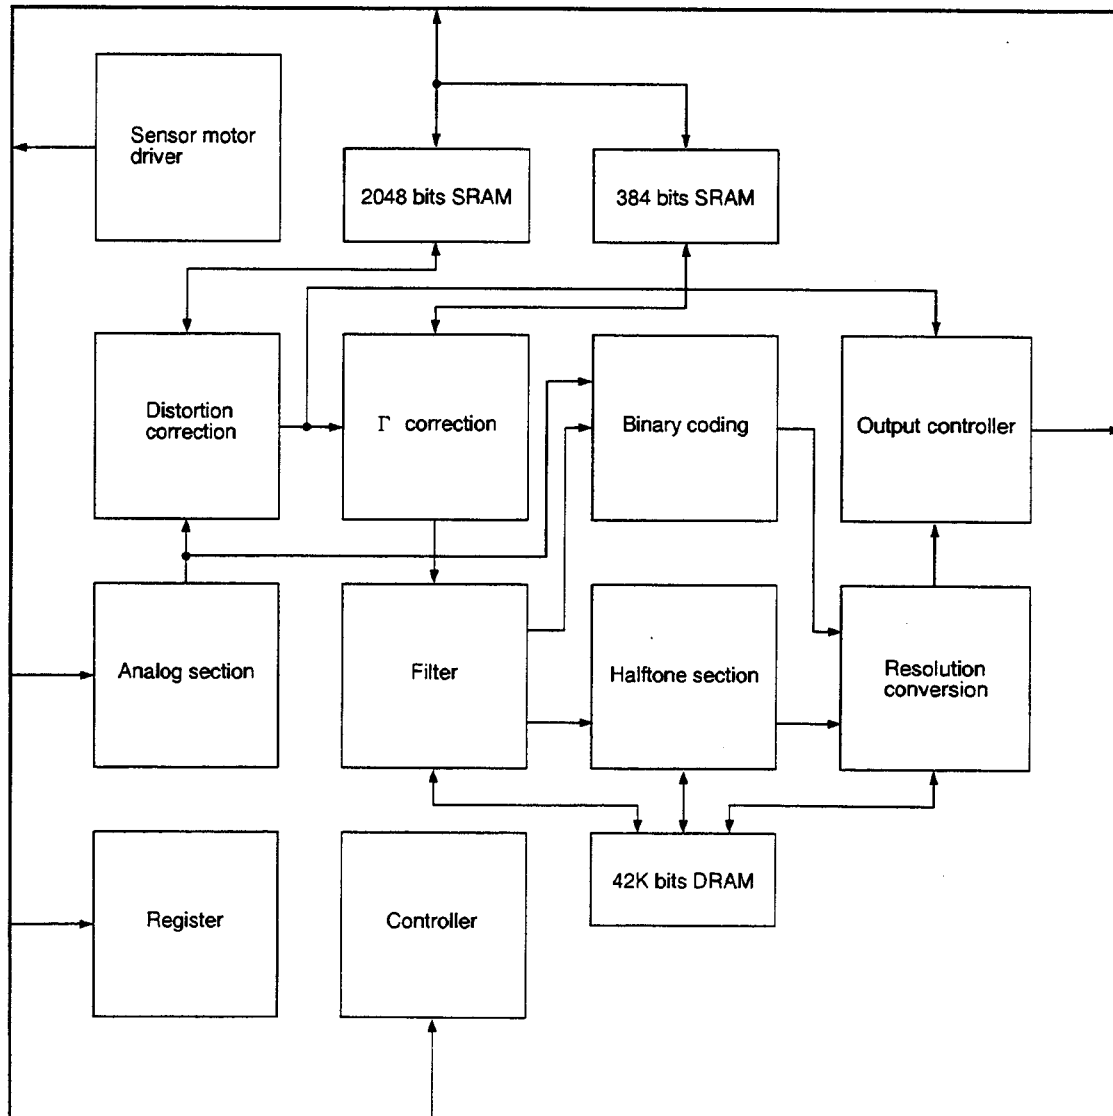 Sensor motor
driver
2048 bits SRAM
384 bits SRAM
Distortion
correction
Γ correction
Binary coding
Output controller
Analog section
Filter
Halftone section
Resolution
conversion
Register
Controller
42K bits DRAM